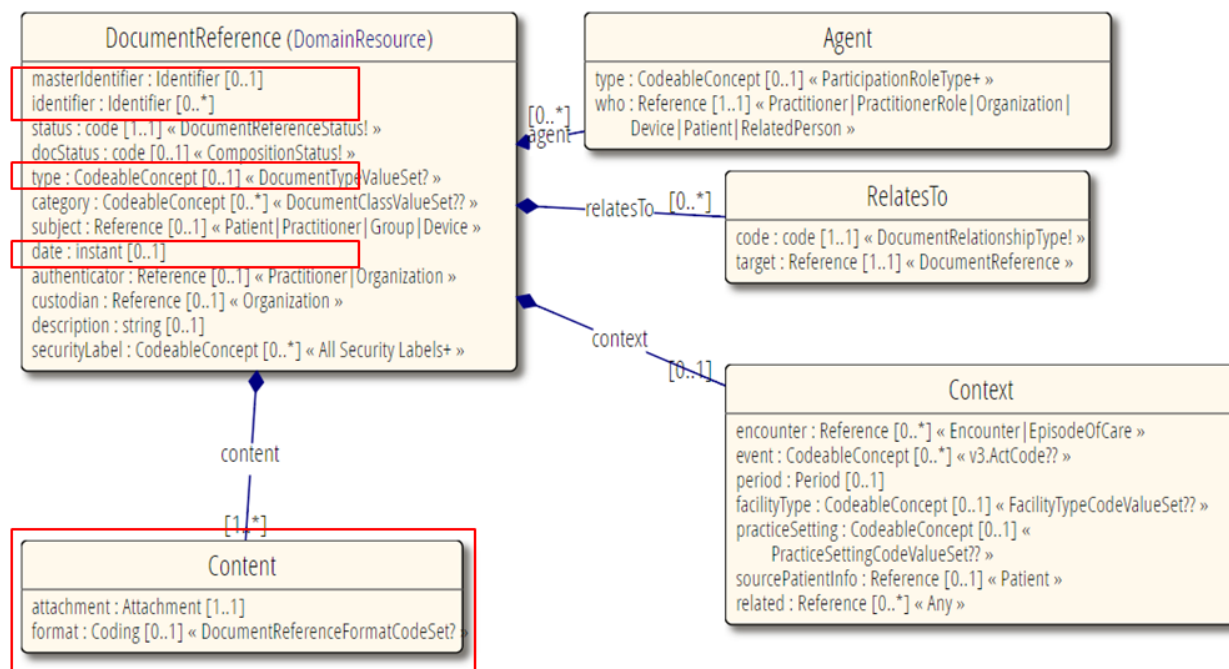 DocumentReference (DomainResource)
masterIdentifier : Identifier [0..1]
identifier : Identifier [0..*]
status : code [1..1] « DocumentReferenceStatus! »
docStatus : code [0..1] « CompositionStatus! »
type : CodeableConcept [0..1] « DocumentTypeValueSet? »
category : CodeableConcept [0..*] « DocumentClassValueSet?? »
subject : Reference [0..1] « Patient|Practitioner|Group|Device »
date : instant [0..1]
authenticator : Reference [0..1] « Practitioner|Organization »
custodian : Reference [0..1] « Organization »
description : string [0..1]
securityLabel : CodeableConcept [0..*] « All Security Labels+ »
[0..*]
agent
Agent
type : CodeableConcept [0..1] « ParticipationRoleType+ »
who : Reference [1..1] « Practitioner|PractitionerRole|Organization|
Device|Patient|RelatedPerson »
relatesTo
[0..*]
RelatesTo
code : code [1..1] « DocumentRelationshipType! »
target : Reference [1..1] « DocumentReference »
context
[0..1]
Context
encounter : Reference [0..*] « Encounter|EpisodeOfCare »
event : CodeableConcept [0..*] « v3.ActCode?? »
period : Period [0..1]
facilityType : CodeableConcept [0..1] « FacilityTypeCodeValueSet?? »
practiceSetting : CodeableConcept [0..1] «
PracticeSettingCodeValueSet?? »
sourcePatientInfo : Reference [0..1] « Patient »
related : Reference [0..*] « Any »
content
[1..*]
Content
attachment : Attachment [1..1]
format : Coding [0..1] « DocumentReferenceFormatCodeSet? »